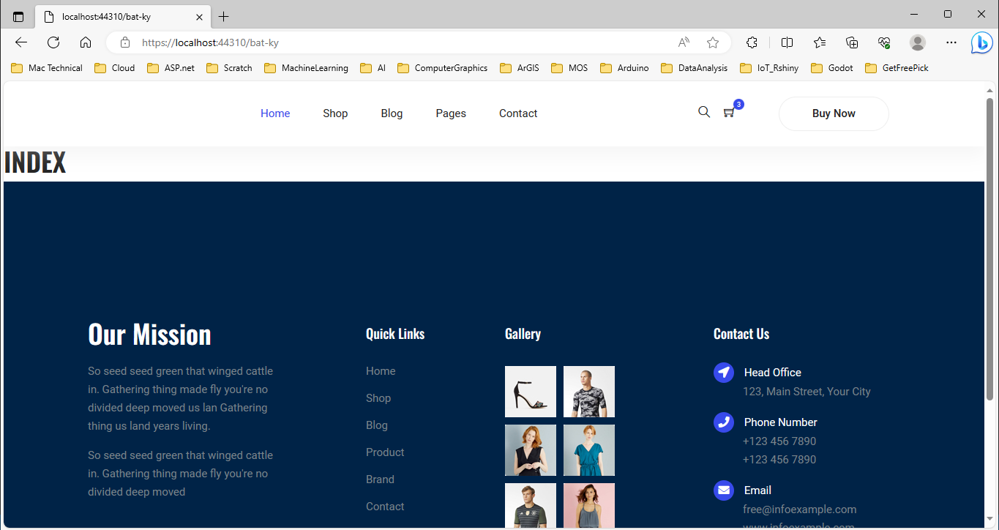 localhost:44310/bat-ky
https://localhost:44310/bat-ky
Mac Technical Cloud ASP.net Scratch MachineLearning AI ComputerGraphics ArGIS MOS Arduino DataAnalysis IoT_Rshiny Godot GetFreePick
Home Shop Blog Pages Contact 3 Buy Now
INDEX
Our Mission
So seed seed green that winged cattle
in. Gathering thing made fly you're no
divided deep moved us lan Gathering
thing us land years living.
So seed seed green that winged cattle
in. Gathering thing made fly you're no
divided deep moved
Quick Links
Home
Shop
Blog
Product
Brand
Contact
Gallery
Contact Us
Head Office
123, Main Street, Your City
Phone Number
+123 456 7890
+123 456 7890
Email
free@infoexample.com
www.infoexample.com